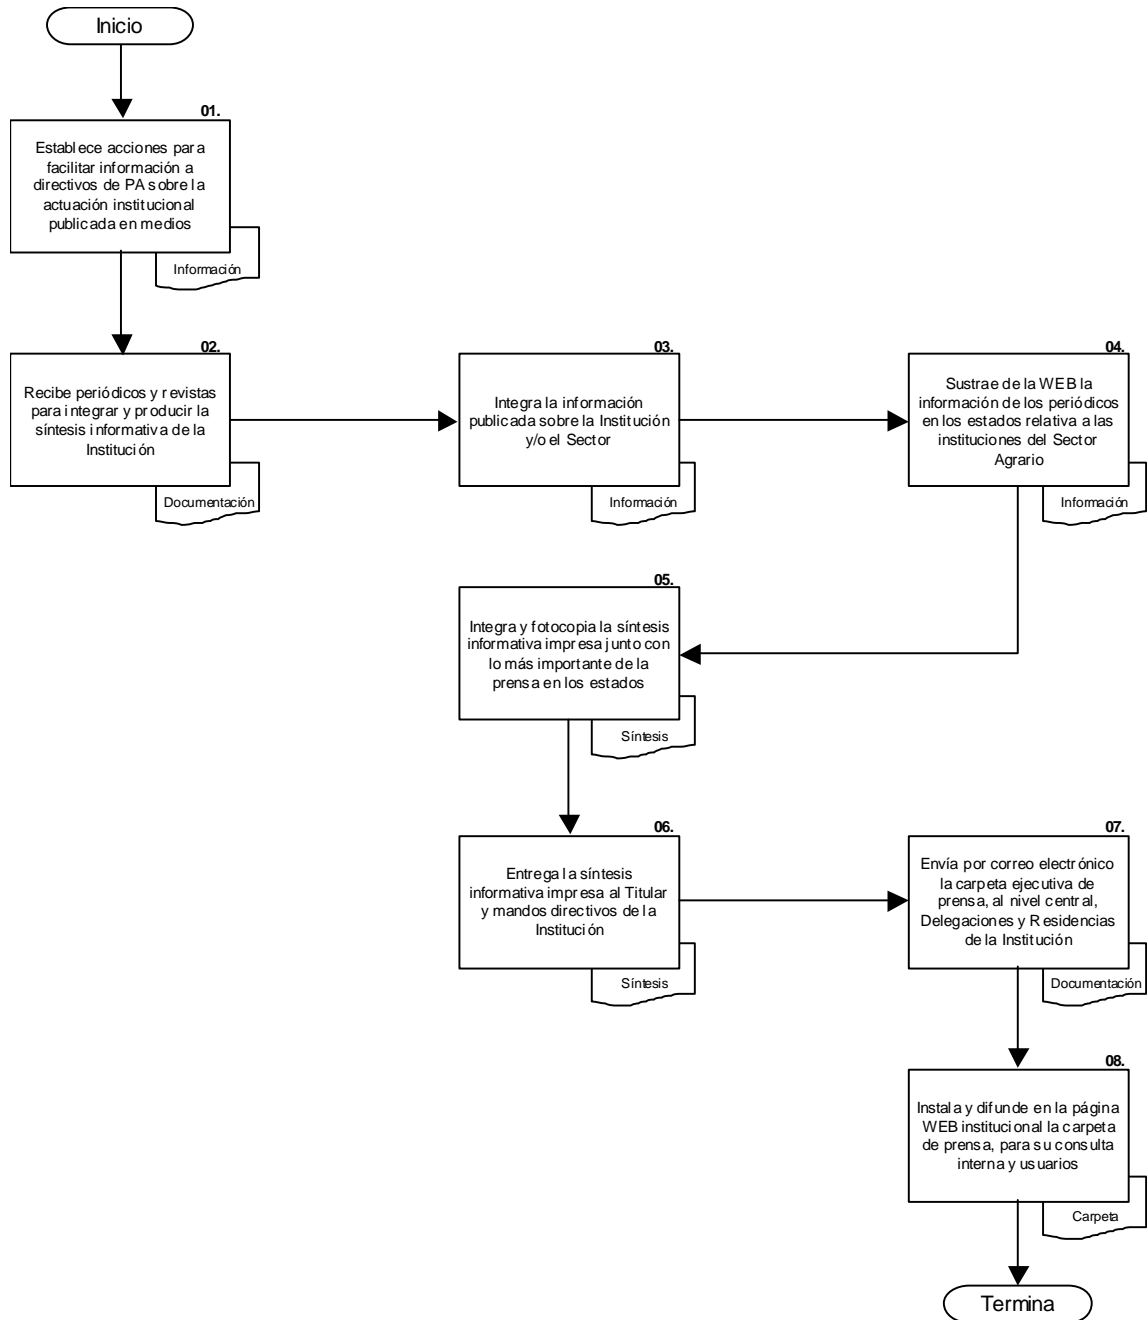 Inicio
01.
Establece acciones para
facilitar información a
directivos de PA sobre la
actuación institucional
publicada en medios
Información
02.
Recibe periódicos y revistas
para integrar y producir la
síntesis informativa de la
Institución
Documentación
03.
Integra la información
publicada sobre la Institución
y/o el Sector
Información
04.
Sustrae de la WEB la
información de los periódicos
en los estados relativa a las
instituciones del Sector
Agrario
Información
05.
Integra y fotocopia la síntesis
informativa impresa junto con
lo más importante de la
prensa en los estados
Síntesis
06.
Entrega la síntesis
informativa impresa al Titular
y mandos directivos de la
Institución
Síntesis
07.
Envía por correo electrónico
la carpeta ejecutiva de
prensa, al nivel central,
Delegaciones y Residencias
de la Institución
Documentación
08.
Instala y difunde en la página
WEB institucional la carpeta
de prensa, para su consulta
interna y usuarios
Carpeta
Termina